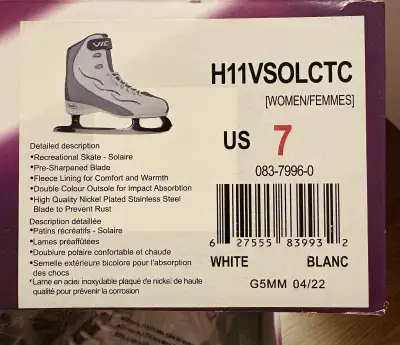 VIC
H11VSOLCTC
[WOMEN/FEMMES]
US 7
083-7996-0
Detailed description
•Recreational Skate - Solaire
•Pre-Sharpened Blade
•Fleece Lining for Comfort and Warmth
•Double Colour Outsole for Impact Absorbtion
•High Quality Nickel Plated Stainless Steel
Blade to Prevent Rust
Description détaillée
•Patins récréatifs - Solaire
•Lames préaffûtées
•Doublure polaire confortable et chaude
•Semelle extérieure bicolore pour l'absorption
des chocs
•Lame en acier inoxydable plaqué de nickel de haute
qualité pour prévenir la corrosion
6 27555 83993 2
WHITE BLANC
G5MM 04/22